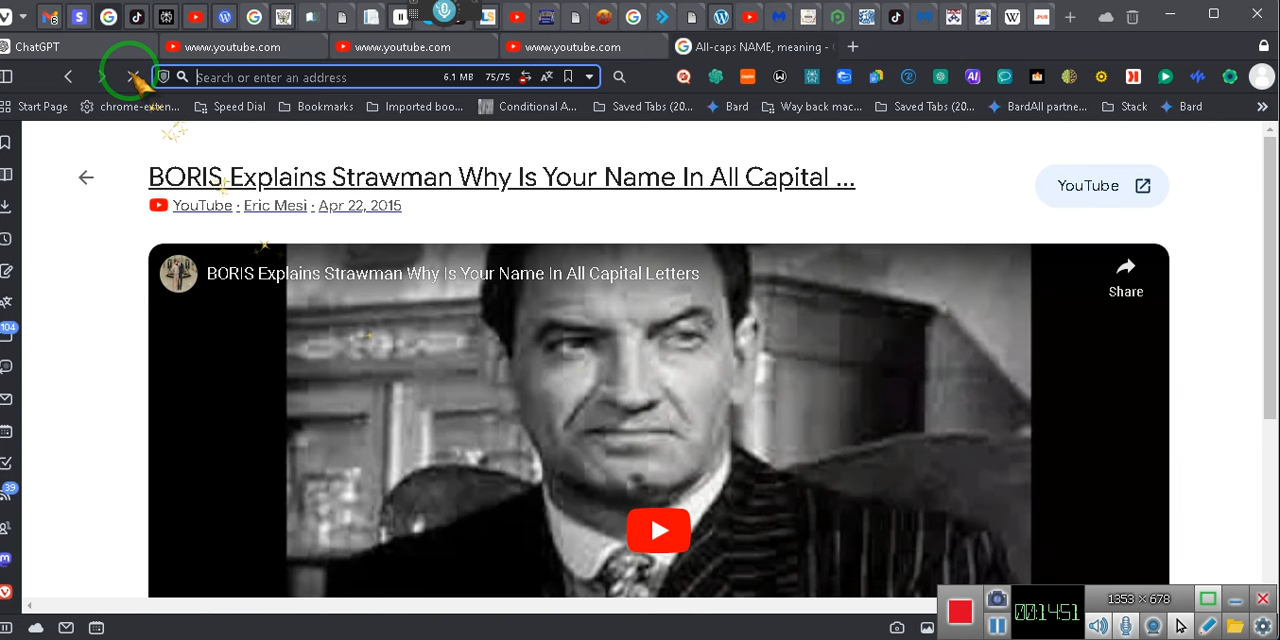 ChatGPT
www.youtube.com
www.youtube.com
www.youtube.com
All-caps NAME, meaning -
Search or enter an address
6.1 MB 75/75
Start Page
chrome-exten...
Speed Dial
Bookmarks
Imported boo...
Conditional A...
Saved Tabs (20...
Bard
Way back mac...
Saved Tabs (20...
BardAll partne...
Stack
Bard
BORIS Explains Strawman Why Is Your Name In All Capital ...
YouTube
YouTube · Eric Mesi · Apr 22, 2015
BORIS Explains Strawman Why Is Your Name In All Capital Letters
Share
104
39
1353 × 678
00:14:51